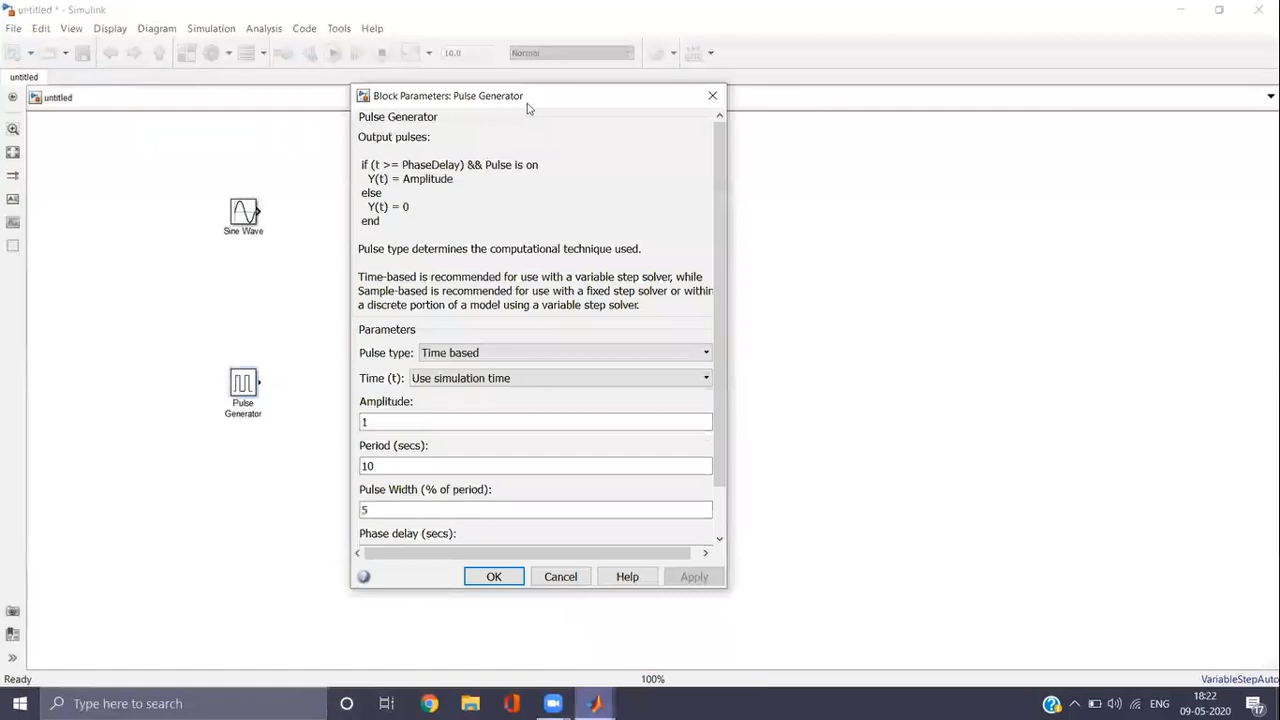 untitled * - Simulink
File Edit View Display Diagram Simulation Analysis Code Tools Help
10.0 Normal
untitled
untitled
Block Parameters: Pulse Generator
Pulse Generator
Output pulses:
if (t >= PhaseDelay) && Pulse is on
Y(t) = Amplitude
else
Y(t) = 0
end
Pulse type determines the computational technique used.
Time-based is recommended for use with a variable step solver, while
Sample-based is recommended for use with a fixed step solver or within
a discrete portion of a model using a variable step solver.
Parameters
Pulse type: Time based
Time (t): Use simulation time
Amplitude:
1
Period (secs):
10
Pulse Width (% of period):
5
Phase delay (secs):
OK Cancel Help Apply
Sine Wave
Pulse
Generator
Ready 100% VariableStepAuto
Type here to search
ENG
18:22
09-05-2020
17